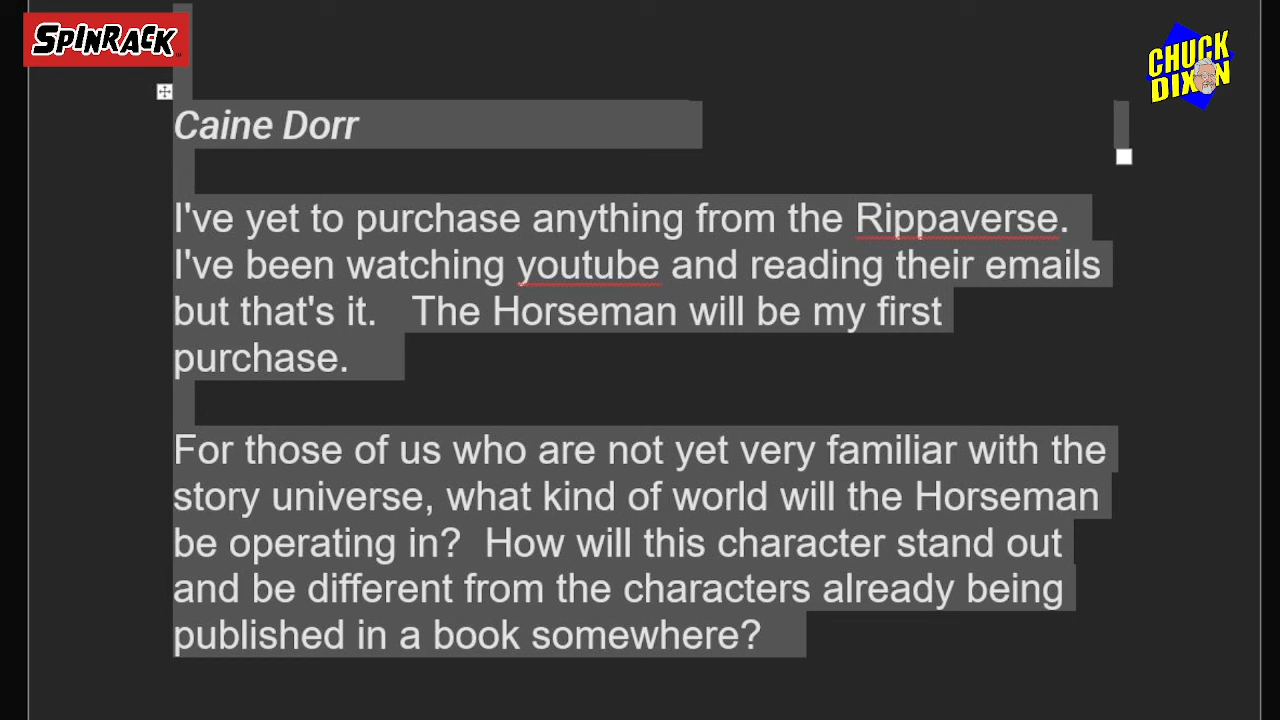 SPINRACK
CHUCK
DIXON
Caine Dorr
I've yet to purchase anything from the Rippaverse.
I've been watching youtube and reading their emails
but that's it. The Horseman will be my first
purchase.
For those of us who are not yet very familiar with the
story universe, what kind of world will the Horseman
be operating in? How will this character stand out
and be different from the characters already being
published in a book somewhere?